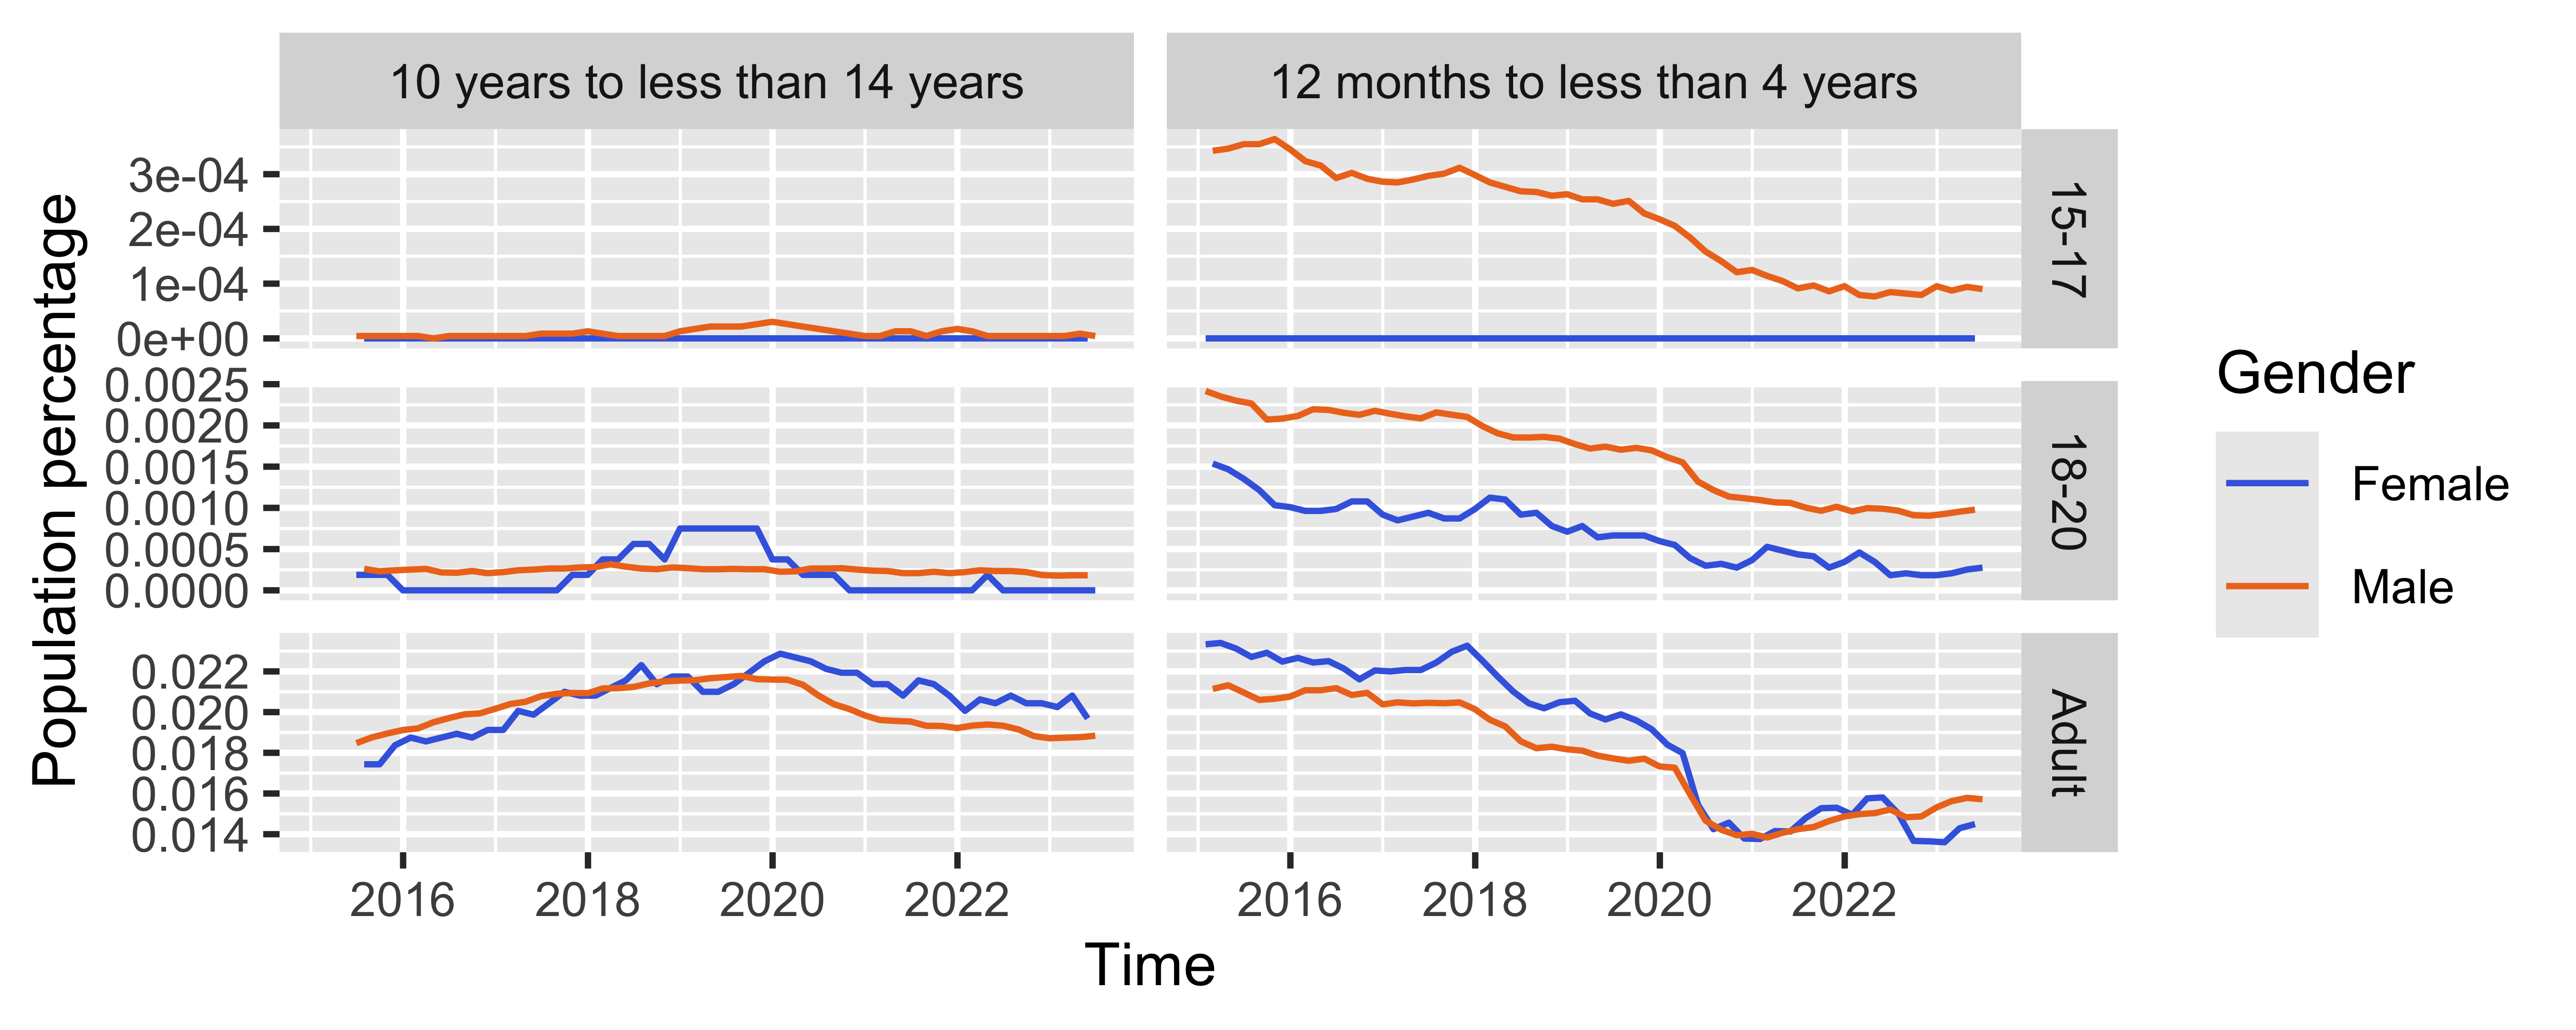 10 years to less than 14 years
12 months to less than 4 years
3e-04
2e-04
1e-04
0e+00
15-17
0.0025
0.0020
0.0015
0.0010
0.0005
0.0000
18-20
0.022
0.020
0.018
0.016
0.014
Adult
2016
2018
2020
2022
2016
2018
2020
2022
Time
Population percentage
Gender
Female
Male